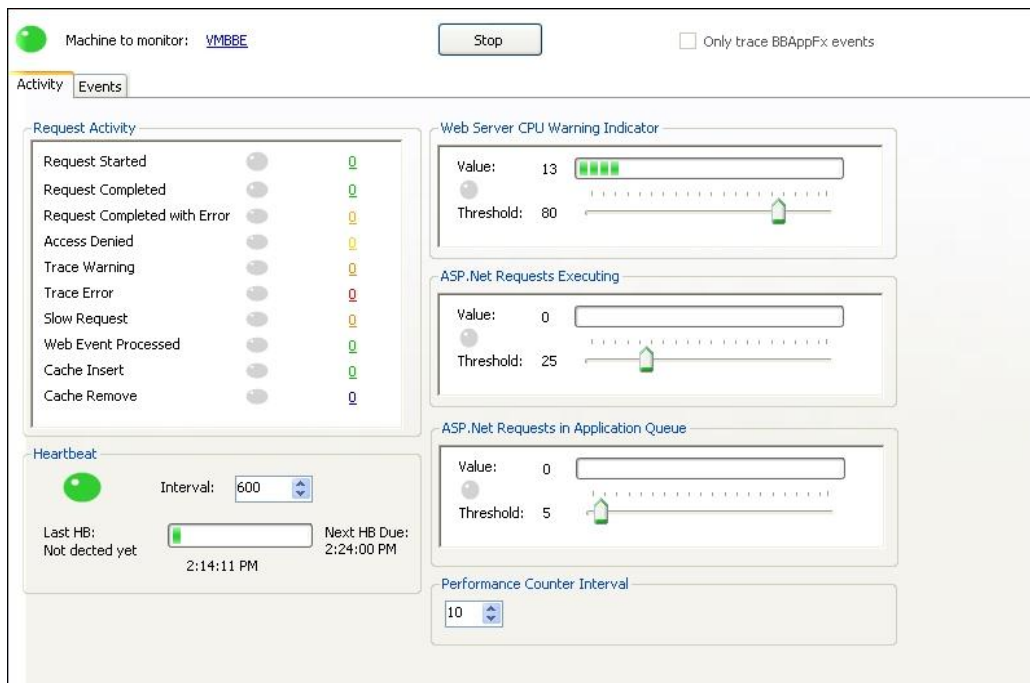 Machine to monitor: VMBBE
Stop
Only trace BBAppFx events
Activity
Events
Request Activity
Request Started 0
Request Completed 0
Request Completed with Error 0
Access Denied 0
Trace Warning 0
Trace Error 0
Slow Request 0
Web Event Processed 0
Cache Insert 0
Cache Remove 0
Heartbeat
Interval: 600
Last HB:
Not dected yet
2:14:11 PM
Next HB Due:
2:24:00 PM
Web Server CPU Warning Indicator
Value: 13
Threshold: 80
ASP.Net Requests Executing
Value: 0
Threshold: 25
ASP.Net Requests in Application Queue
Value: 0
Threshold: 5
Performance Counter Interval
10